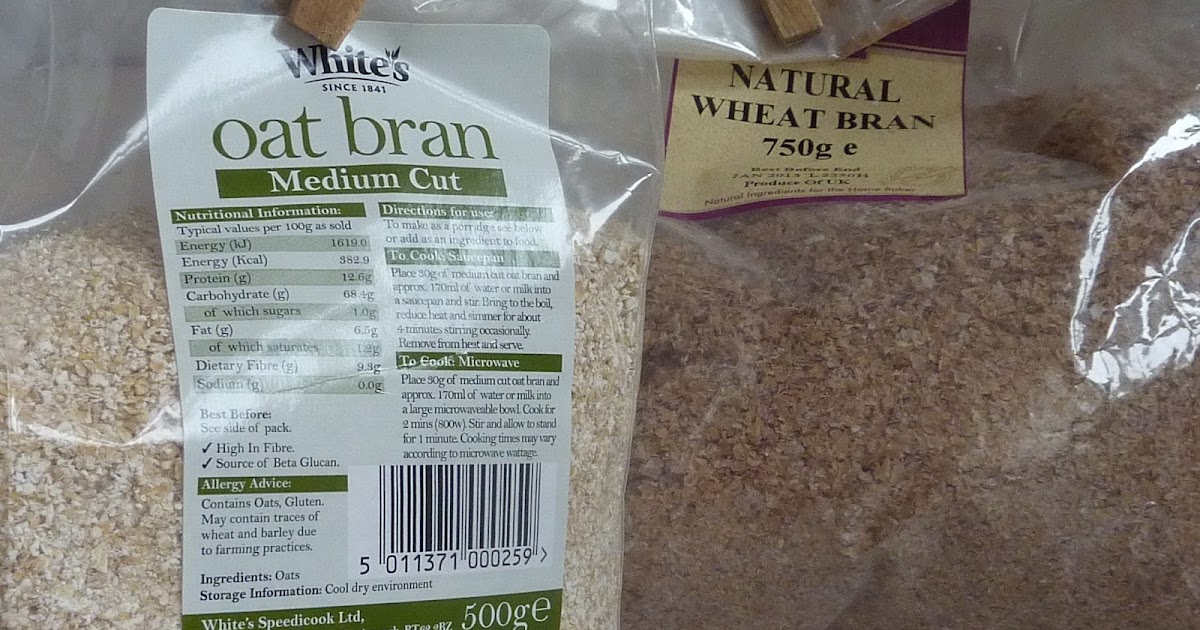 White's
SINCE 1841
oat bran
Medium Cut
Nutritional Information:
Typical values per 100g as sold
Energy (kJ) 1619.0
Energy (Kcal) 382.9
Protein (g) 12.6g
Carbohydrate (g) 68.4g
of which sugars 1.0g
Fat (g) 6.5g
of which saturates 1.2g
Dietary Fibre (g) 9.3g
Sodium (g) 0.0g
Best Before:
See side of pack.
✓ High In Fibre.
✓ Source of Beta Glucan.
Allergy Advice:
Contains Oats, Gluten.
May contain traces of
wheat and barley due
to farming practices.
Ingredients: Oats
Storage Information: Cool dry environment
White's Speedicook Ltd,
500g e
Directions for use:
To make as a porridge see below
or add as an ingredient to food.
To Cook: Saucepan
Place 30g of medium cut oat bran and
approx. 170ml of water or milk into
a saucepan and stir. Bring to the boil,
reduce heat and simmer for about
4 minutes stirring occasionally.
Remove from heat and serve.
To Cook: Microwave
Place 30g of medium cut oat bran and
approx. 170ml of water or milk into
a large microwaveable bowl. Cook for
2 mins (800w). Stir and allow to stand
for 1 minute. Cooking times may vary
according to microwave wattage.
5 011371 000259 >
NATURAL
WHEAT BRAN
750g e
Best Before End
JAN 2013 L2250H
Produce Of UK
Natural Ingredients for the Home Baker